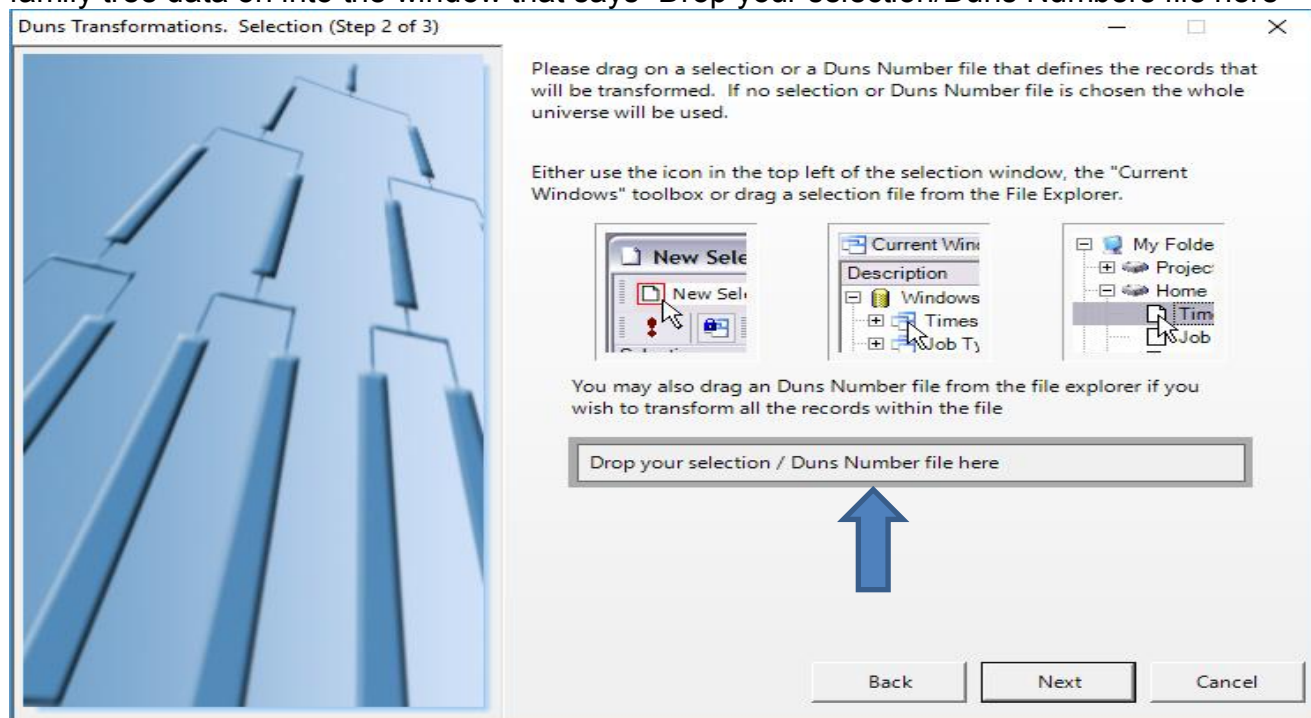 family tree data on into the window that says "Drop your selection/Duns Numbers file here"
Duns Transformations. Selection (Step 2 of 3)
Please drag on a selection or a Duns Number file that defines the records that
will be transformed. If no selection or Duns Number file is chosen the whole
universe will be used.
Either use the icon in the top left of the selection window, the "Current
Windows" toolbox or drag a selection file from the File Explorer.
New Sele
New Sel
Current Wind
Description
Windows
Times
Job Ty
My Folde
Projec
Home
Tim
Job
You may also drag an Duns Number file from the file explorer if you
wish to transform all the records within the file
Drop your selection / Duns Number file here
Back
Next
Cancel